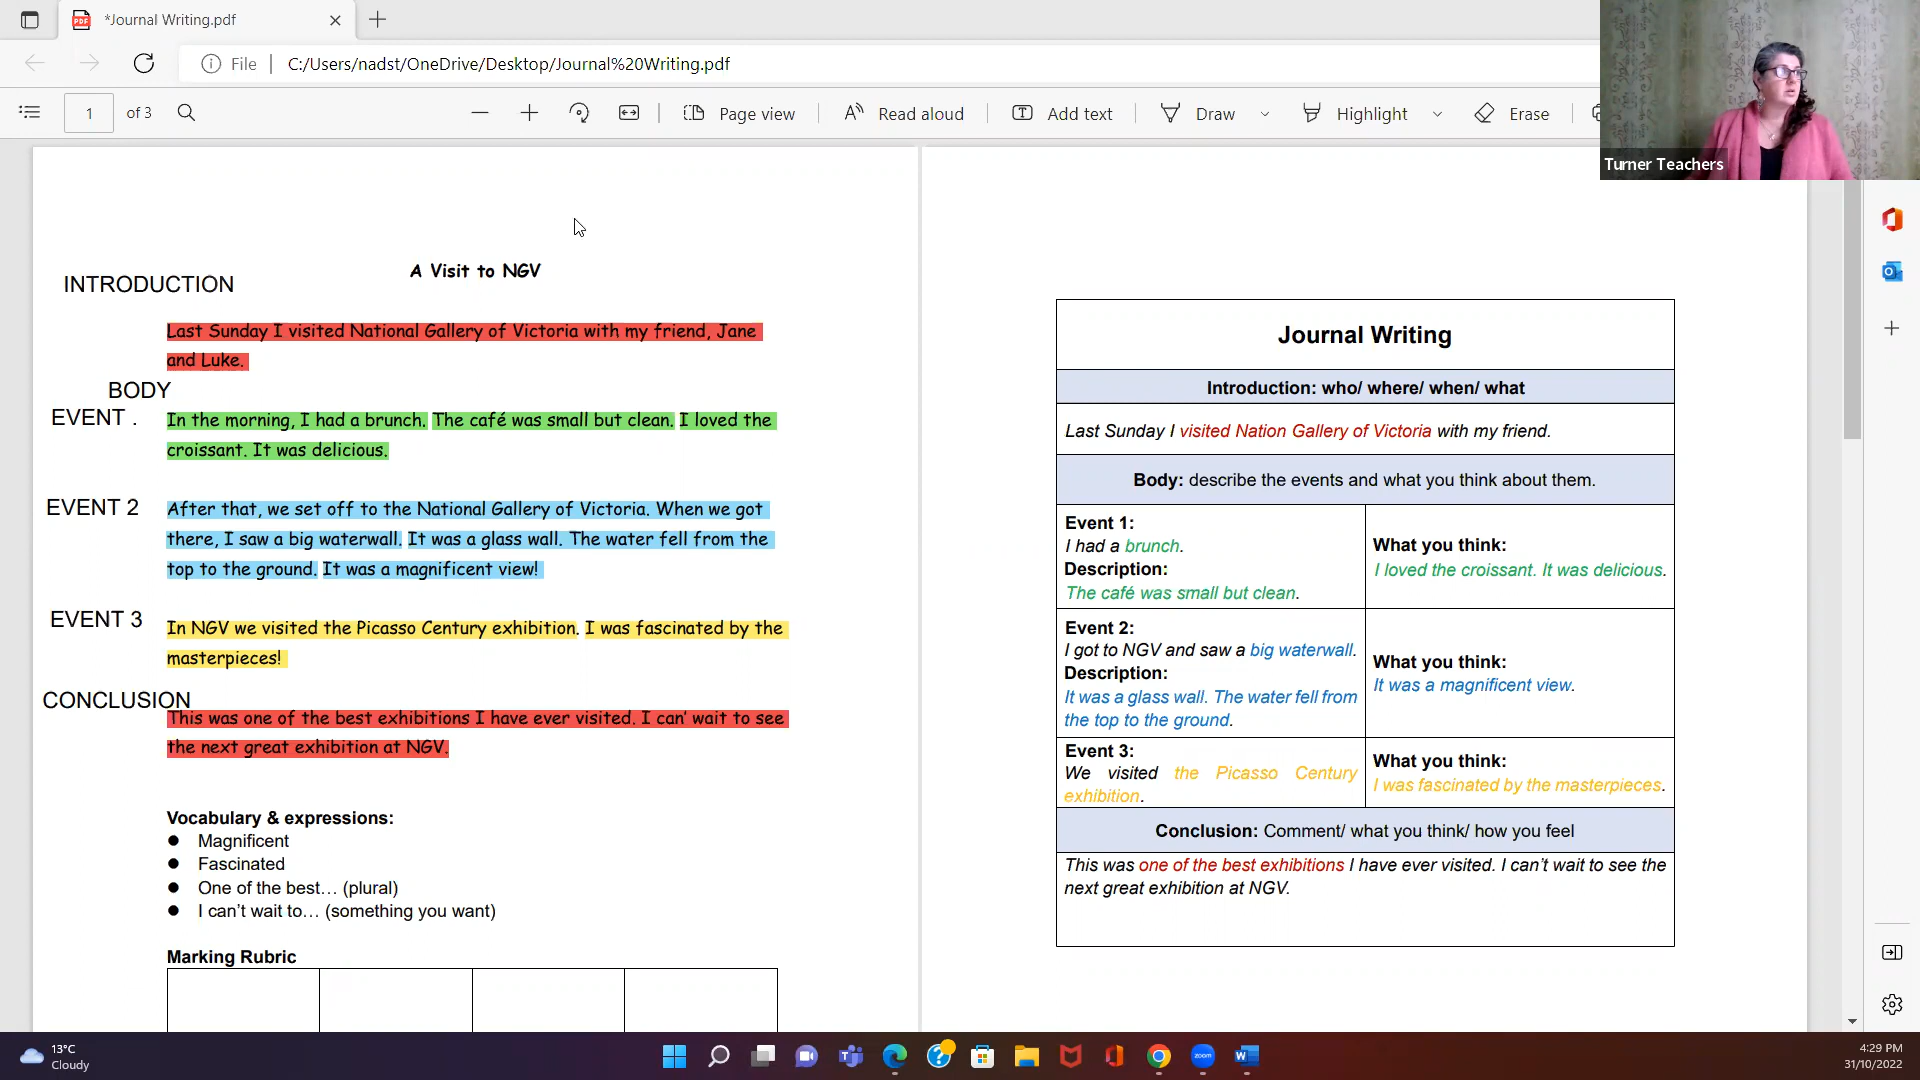 *Journal Writing.pdf
File
C:/Users/nadst/OneDrive/Desktop/Journal%20Writing.pdf
1 of 3
Page view
Read aloud
Add text
Draw
Highlight
Erase
Turner Teachers
A Visit to NGV
INTRODUCTION
Last Sunday I visited National Gallery of Victoria with my friend, Jane
and Luke.
BODY
EVENT .
In the morning, I had a brunch. The café was small but clean. I loved the
croissant. It was delicious.
EVENT 2
After that, we set off to the National Gallery of Victoria. When we got
there, I saw a big waterwall. It was a glass wall. The water fell from the
top to the ground. It was a magnificent view!
EVENT 3
In NGV we visited the Picasso Century exhibition. I was fascinated by the
masterpieces!
CONCLUSION
This was one of the best exhibitions I have ever visited. I can' wait to see
the next great exhibition at NGV.
Vocabulary & expressions:
● Magnificent
● Fascinated
● One of the best… (plural)
● I can't wait to… (something you want)
Marking Rubric
Journal Writing
Introduction: who/ where/ when/ what
Last Sunday I visited Nation Gallery of Victoria with my friend.
Body: describe the events and what you think about them.
Event 1:
I had a brunch.
Description:
The café was small but clean.
What you think:
I loved the croissant. It was delicious.
Event 2:
I got to NGV and saw a big waterwall.
Description:
It was a glass wall. The water fell from
the top to the ground.
What you think:
It was a magnificent view.
Event 3:
We visited the Picasso Century
exhibition.
What you think:
I was fascinated by the masterpieces.
Conclusion: Comment/ what you think/ how you feel
This was one of the best exhibitions I have ever visited. I can't wait to see the
next great exhibition at NGV.
13°C
Cloudy
4:29 PM
31/10/2022